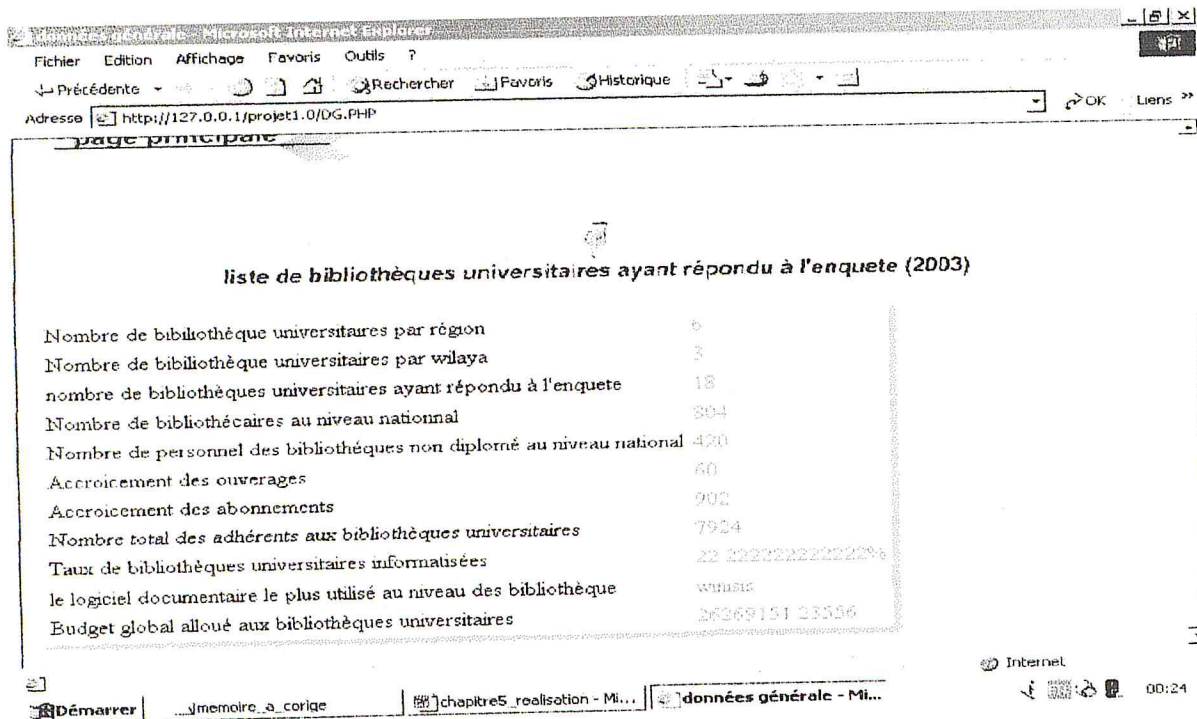 données générale - Microsoft Internet Explorer
Fichier Edition Affichage Favoris Outils ?
Précédente Rechercher Favoris Historique
Adresse http://127.0.0.1/projet1.0/DG.PHP OK Liens »
page principale
liste de bibliothèques universitaires ayant répondu à l'enquete (2003)
Nombre de bibiliothèque universitaires par région 6
Nombre de bibiliothèque universitaires par wilaya 3
nombre de bibliothèques universitaires ayant répondu à l'enquete 18
Nombre de bibliothécaires au niveau nationnal 804
Nombre de personnel des bibliothéques non diplomé au niveau national 420
Accroicement des ouverages 60
Accroicement des abonnements 902
Nombre total des adhérents aux bibliothèques universitaires 7924
Taux de bibliothèques universitaires informatisées 22.222222222222%
le logiciel documentaire le plus utilisé au niveau des bibliothèque winisis
Budget global alloué aux bibliothèques universitaires 26269151.23556
Internet
Démarrer memoire_a_corige chapitre5_realisation - Mi... données générale - Mi... 00:24